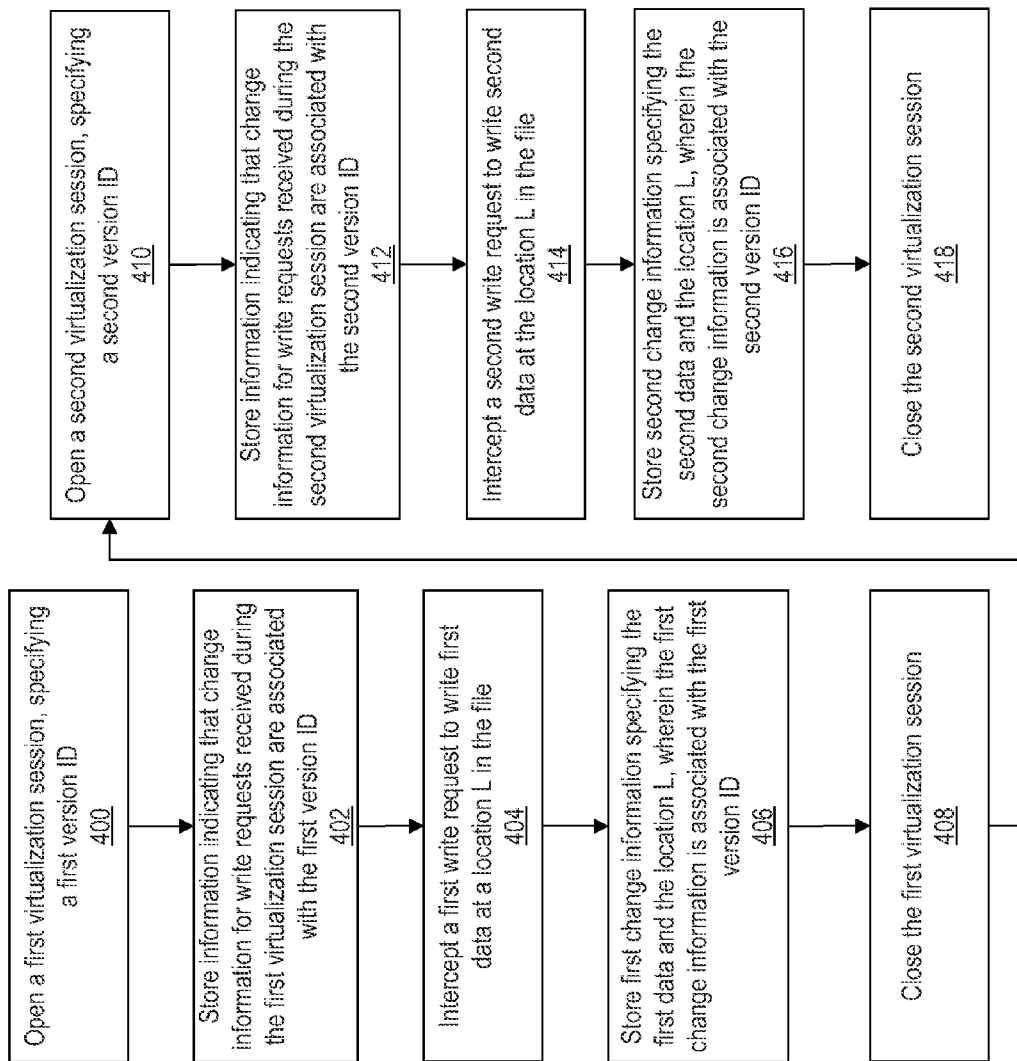 Open a first virtualization session, specifying
a first version ID
400
Store information indicating that change
information for write requests received during
the first virtualization session are associated
with the first version ID
402
Intercept a first write request to write first
data at a location L in the file
404
Store first change information specifying the
first data and the location L, wherein the first
change information is associated with the first
version ID
406
Close the first virtualization session
408
Open a second virtualization session, specifying
a second version ID
410
Store information indicating that change
information for write requests received during the
second virtualization session are associated with
the second version ID
412
Intercept a second write request to write second
data at the location L in the file
414
Store second change information specifying the
second data and the location L, wherein the
second change information is associated with the
second version ID
416
Close the second virtualization session
418